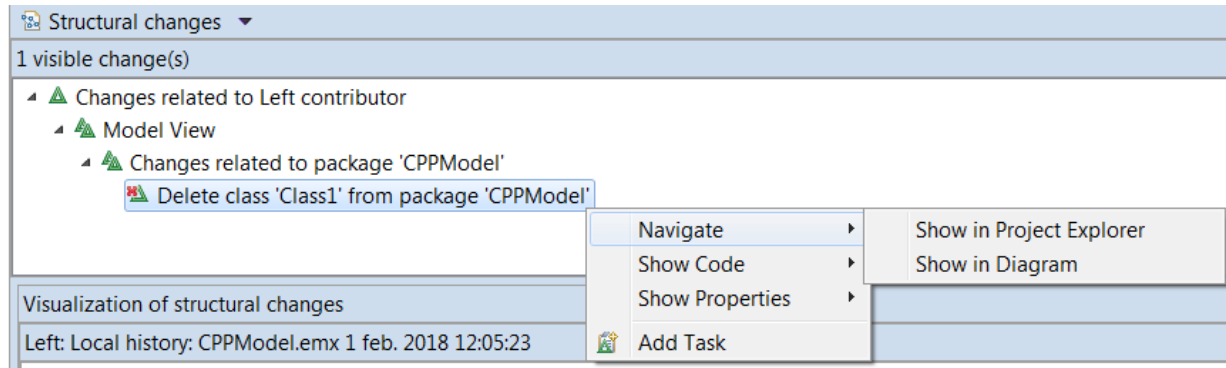 Structural changes
1 visible change(s)
Changes related to Left contributor
Model View
Changes related to package 'CPPModel'
Delete class 'Class1' from package 'CPPModel'
Navigate
Show in Project Explorer
Show Code
Show in Diagram
Show Properties
Visualization of structural changes
Left: Local history: CPPModel.emx 1 feb. 2018 12:05:23
Add Task